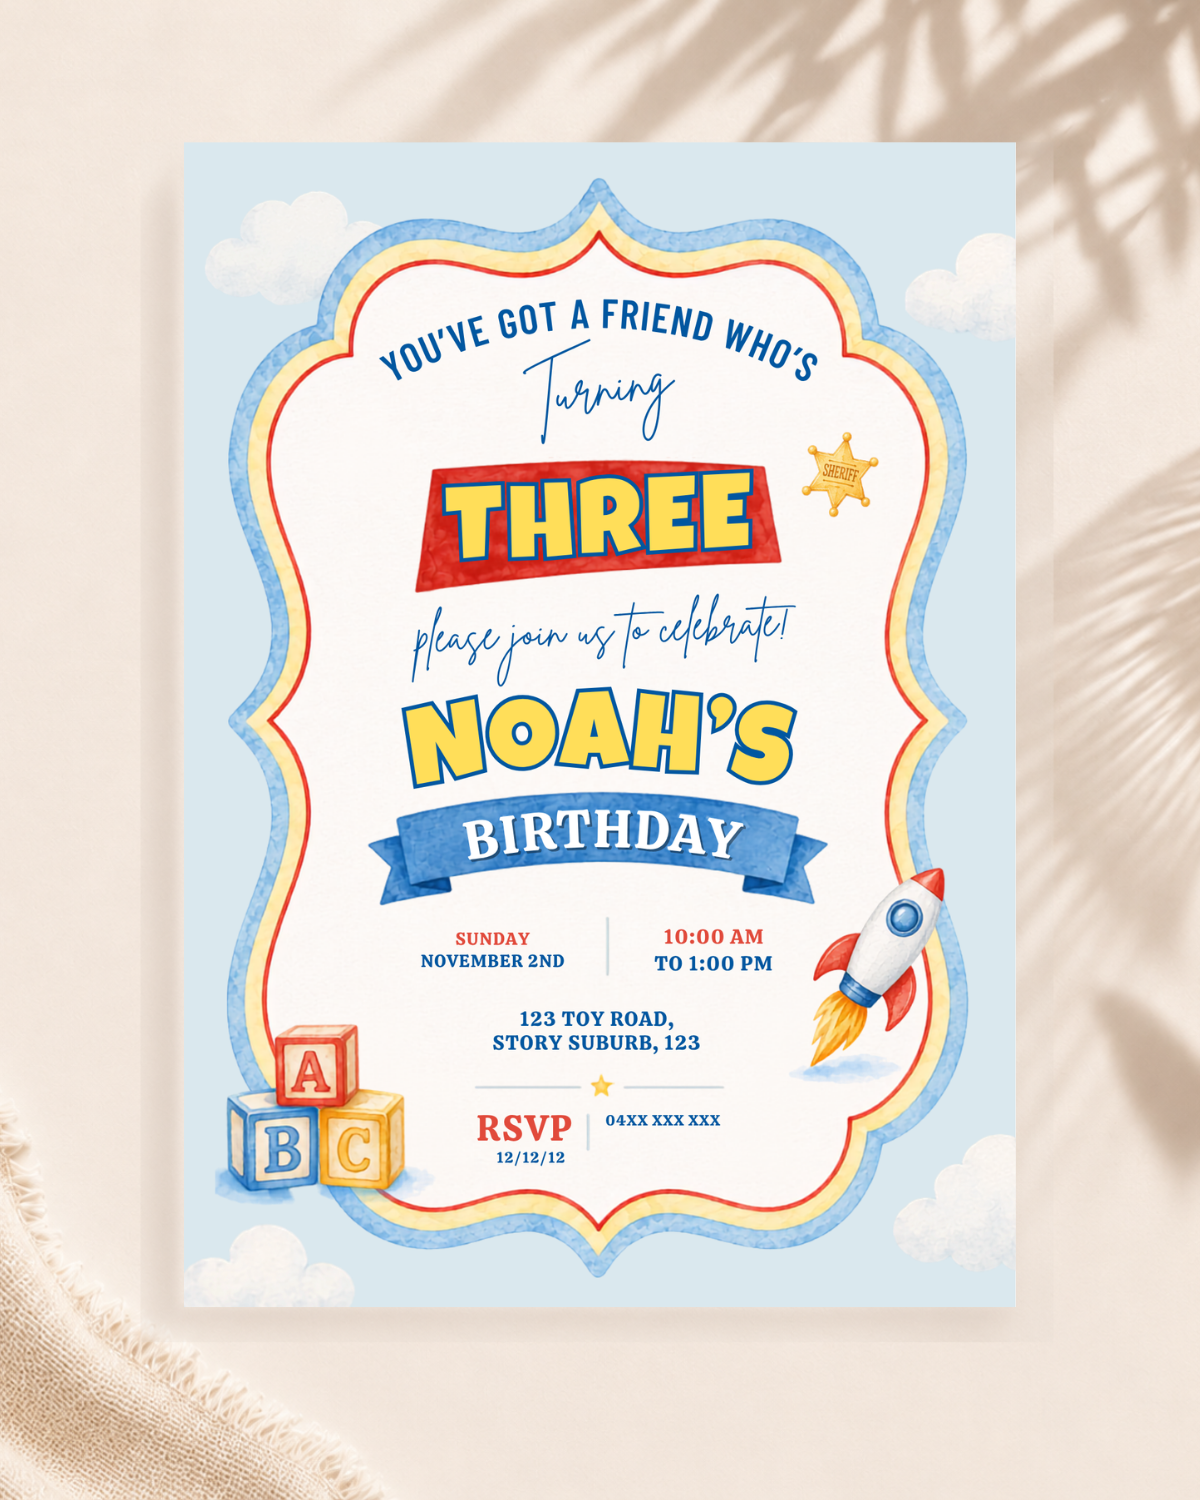 YOU'VE GOT A FRIEND WHO'S
Turning
SHERIFF
THREE
please join us to celebrate!
NOAH'S
BIRTHDAY
SUNDAY
NOVEMBER 2ND
10:00 AM
TO 1:00 PM
123 TOY ROAD,
STORY SUBURB, 123
RSVP
12/12/12
04XX XXX XXX
A
B
C